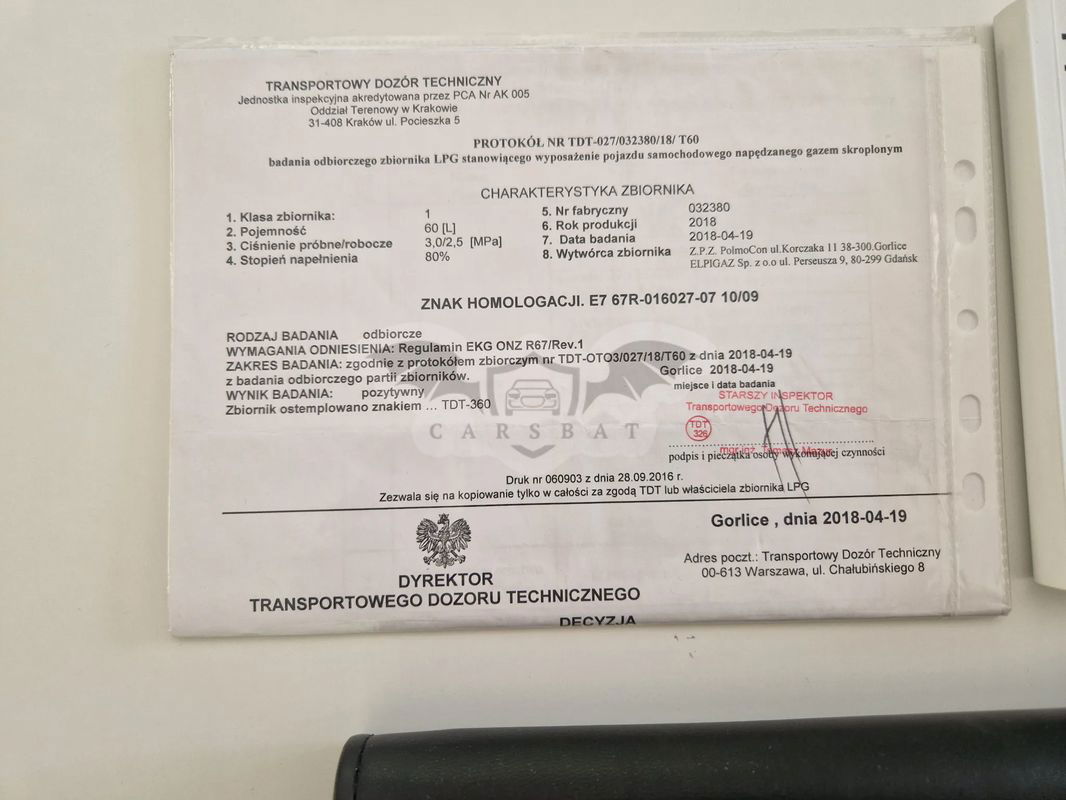 TRANSPORTOWY DOZÓR TECHNICZNY
Jednostka inspekcyjna akredytowana przez PCA Nr AK 005
Oddział Terenowy w Krakowie
31-408 Kraków ul. Pocieszka 5
PROTOKÓŁ NR TDT-027/032380/18/ T60
badania odbiorczego zbiornika LPG stanowiącego wyposażenie pojazdu samochodowego napędzanego gazem skroplonym
CHARAKTERYSTYKA ZBIORNIKA
1. Klasa zbiornika: 1
2. Pojemność 60 [L]
3. Ciśnienie próbne/robocze 3,0/2,5 [MPa]
4. Stopień napełnienia 80%
5. Nr fabryczny 032380
6. Rok produkcji 2018
7. Data badania 2018-04-19
8. Wytwórca zbiornika Z.P.Z. PolmoCon ul.Korczaka 11 38-300.Gorlice
ELPIGAZ Sp. z o.o ul. Perseusza 9, 80-299 Gdańsk
ZNAK HOMOLOGACJI. E7 67R-016027-07 10/09
RODZAJ BADANIA odbiorcze
WYMAGANIA ODNIESIENIA: Regulamin EKG ONZ R67/Rev.1
ZAKRES BADANIA: zgodnie z protokółem zbiorczym nr TDT-OTO3/027/18/T60 z dnia 2018-04-19
z badania odbiorczego partii zbiorników.
WYNIK BADANIA: pozytywny
Zbiornik ostemplowano znakiem ... TDT-360
Gorlice 2018-04-19
miejsce i data badania
STARSZY INSPEKTOR
Transportowego Dozoru Technicznego
TDT
326
mgr inż. Tomasz Mazur
podpis i pieczątka osoby wykonującej czynności
CARSBAT
Druk nr 060903 z dnia 28.09.2016 r.
Zezwala się na kopiowanie tylko w całości za zgodą TDT lub właściciela zbiornika LPG
Gorlice , dnia 2018-04-19
Adres poczt.: Transportowy Dozór Techniczny
00-613 Warszawa, ul. Chałubińskiego 8
DYREKTOR
TRANSPORTOWEGO DOZORU TECHNICZNEGO
DECYZJA